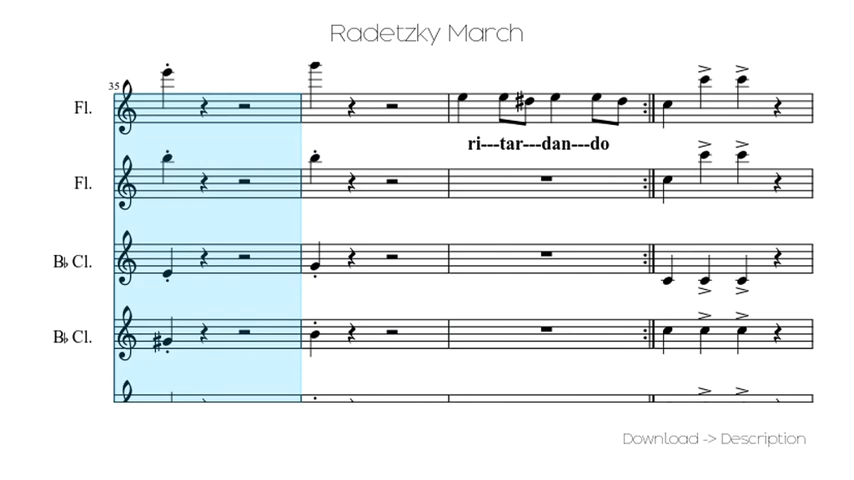 Radetzky March
35
Fl.
ri---tar---dan---do
Fl.
B♭ Cl.
B♭ Cl.
Download -> Description